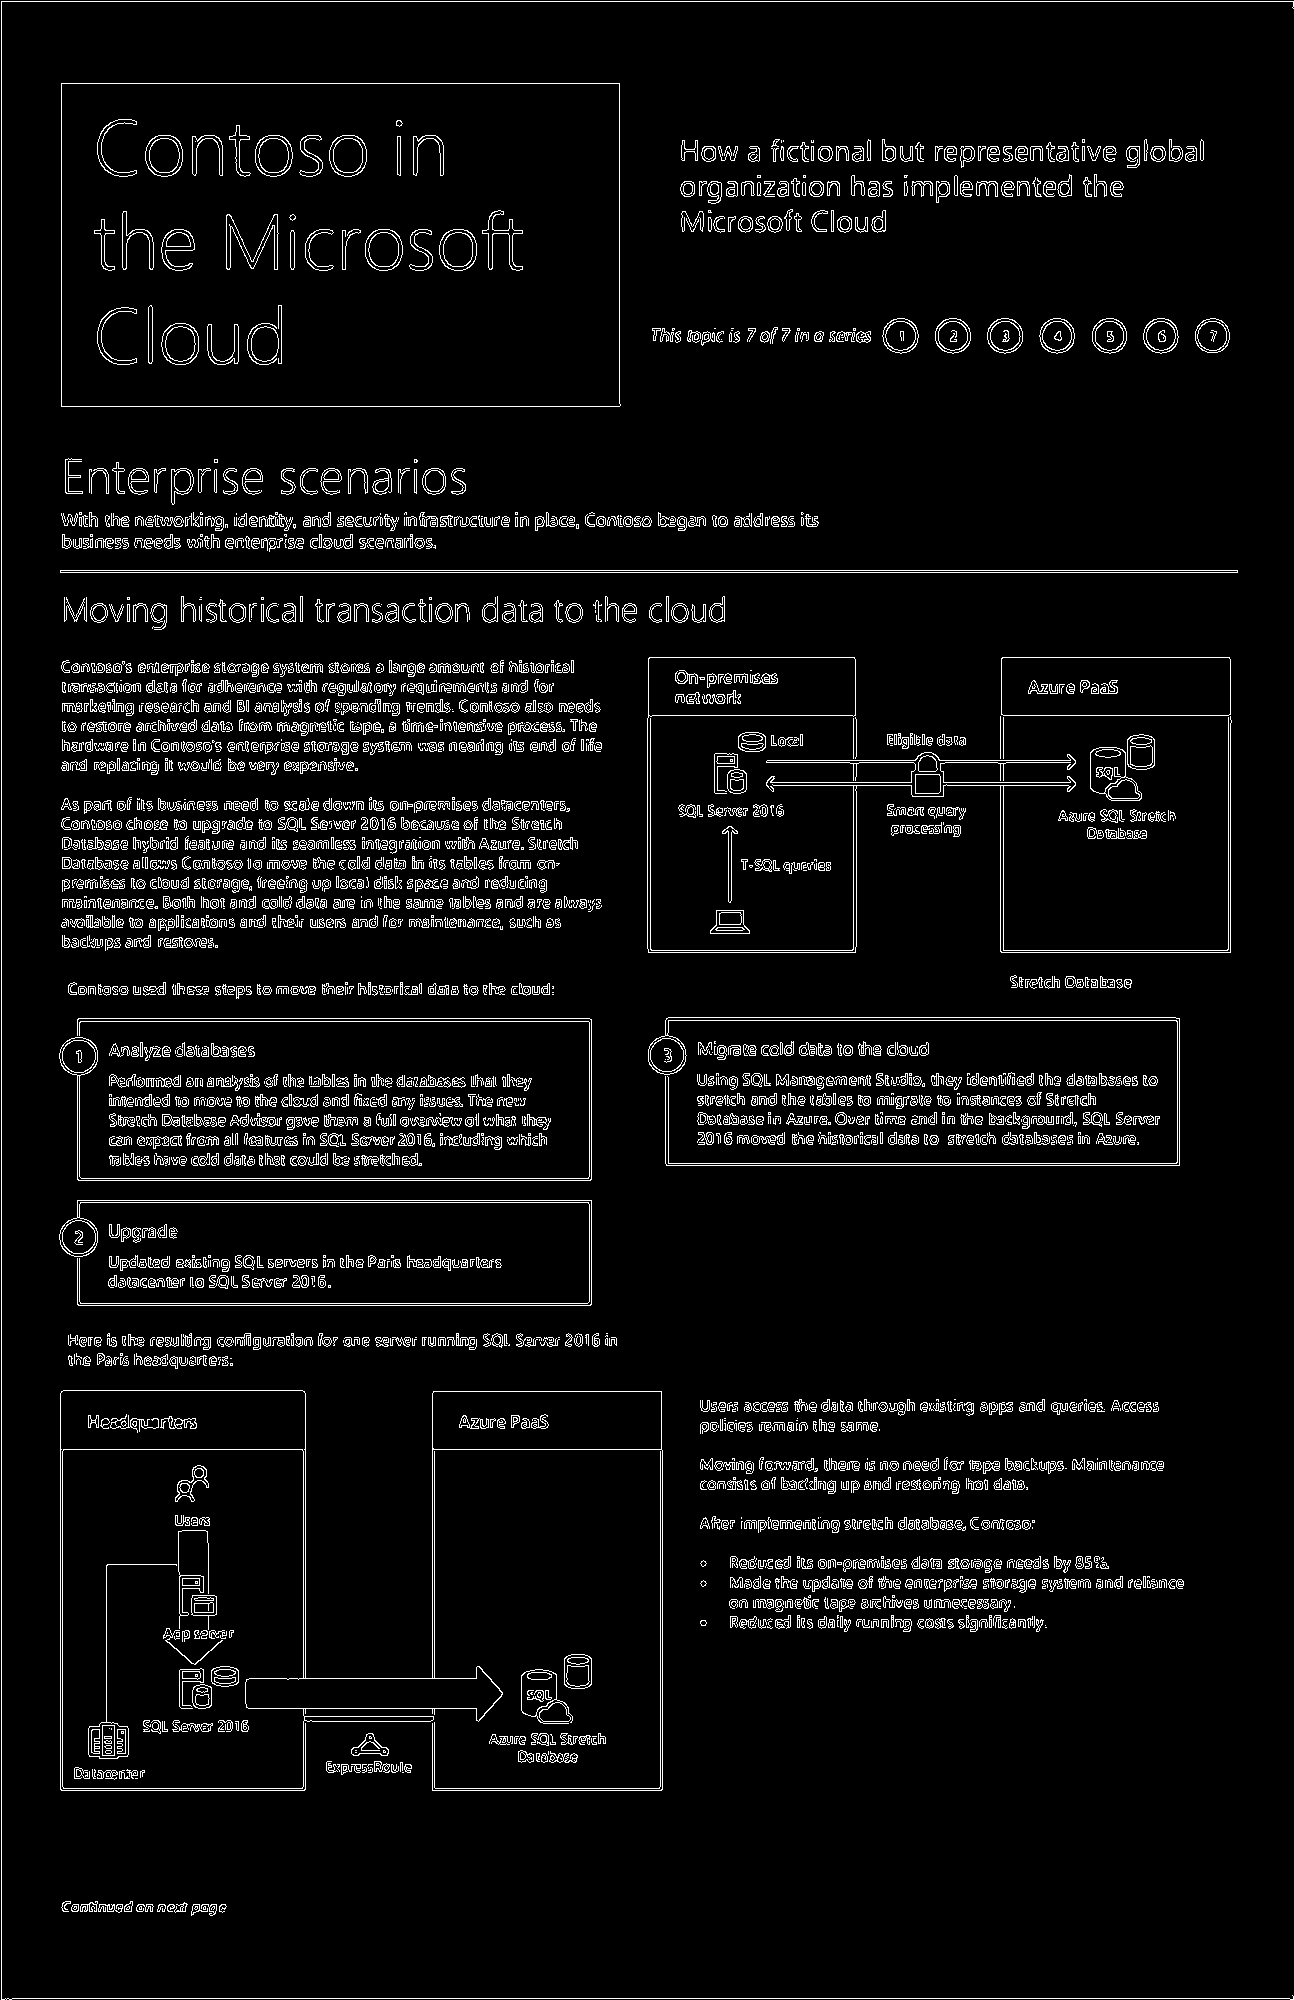 Contoso in
the Microsoft
Cloud
How a fictional but representative global
organization has implemented the
Microsoft Cloud
This topic is 7 of 7 in a series 1 2 3 4 5 6 7
Enterprise scenarios
With the networking, identity, and security infrastructure in place, Contoso began to address its
business needs with enterprise cloud scenarios.
Moving historical transaction data to the cloud
Contoso's enterprise storage system stores a large amount of historical
transaction data for adherence with regulatory requirements and for
marketing research and BI analysis of spending trends. Contoso also needs
to restore archived data from magnetic tape, a time-intensive process. The
hardware in Contoso's enterprise storage system was nearing its end of life
and replacing it would be very expensive.
As part of its business need to scale down its on-premises datacenters,
Contoso chose to upgrade to SQL Server 2016 because of the Stretch
Database hybrid feature and its seamless integration with Azure. Stretch
Database allows Contoso to move the cold data in its tables from on-
premises to cloud storage, freeing up local disk space and reducing
maintenance. Both hot and cold data are in the same tables and are always
available to applications and their users and for maintenance, such as
backups and restores.
On-premises
network
Azure PaaS
Local
Eligible data
SQL
SQL Server 2016
Smart query
processing
Azure SQL Stretch
Database
T-SQL queries
Stretch Database
Contoso used these steps to move their historical data to the cloud:
1 Analyze databases
Performed an analysis of the tables in the databases that they
intended to move to the cloud and fixed any issues. The new
Stretch Database Advisor gave them a full overview of what they
can expect from all features in SQL Server 2016, including which
tables have cold data that could be stretched.
2 Upgrade
Updated existing SQL servers in the Paris headquarters
datacenter to SQL Server 2016.
3 Migrate cold data to the cloud
Using SQL Management Studio, they identified the databases to
stretch and the tables to migrate to instances of Stretch
Database in Azure. Over time and in the background, SQL Server
2016 moved the historical data to stretch databases in Azure.
Here is the resulting configuration for one server running SQL Server 2016 in
the Paris headquarters:
Headquarters
Azure PaaS
Users
App server
SQL
SQL Server 2016
Azure SQL Stretch
Database
ExpressRoute
Datacenter
Users access the data through existing apps and queries. Access
policies remain the same.
Moving forward, there is no need for tape backups. Maintenance
consists of backing up and restoring hot data.
After implementing stretch database, Contoso:
• Reduced its on-premises data storage needs by 85%.
• Made the update of the enterprise storage system and reliance
on magnetic tape archives unnecessary.
• Reduced its daily running costs significantly.
Continued on next page